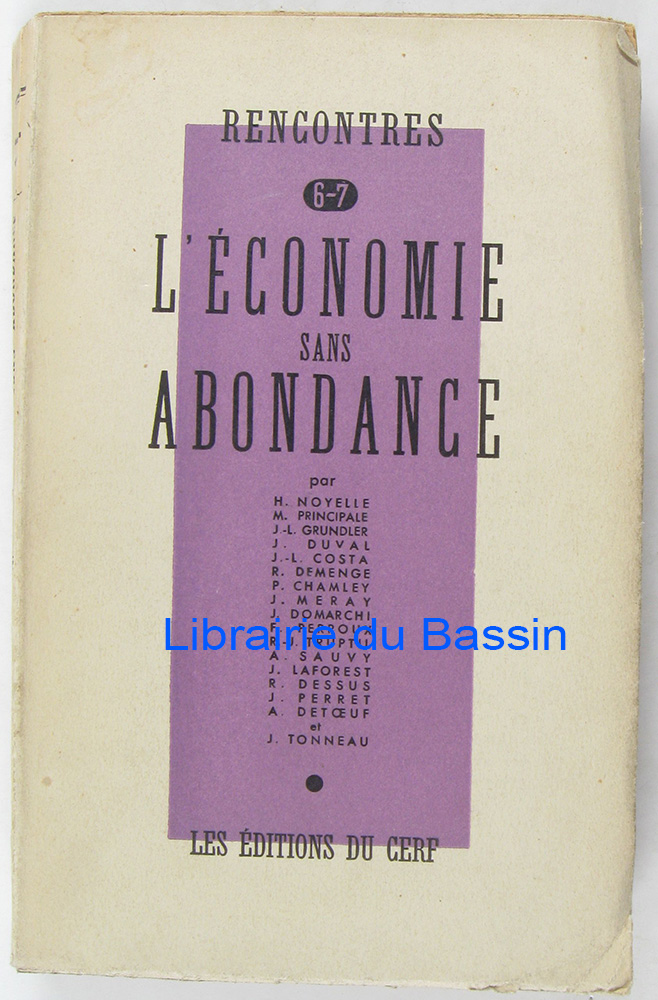 RENCONTRES
6-7
L'ÉCONOMIE
SANS
ABONDANCE
par
H. NOYELLE
M. PRINCIPALE
J.-L. GRUNDLER
J. DUVAL
J.-L. COSTA
R. DEMENGE
P. CHAMLEY
J. MERAY
J. DOMARCHI
F. PERROUX
Librairie du Bassin
A. SAUVY
J. LAFOREST
R. DESSUS
J. PERRET
A. DETŒUF
et
J. TONNEAU
LES ÉDITIONS DU CERF